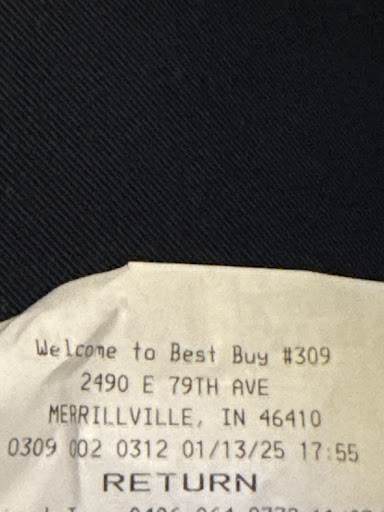 Welcome to Best Buy #309
2490 E 79TH AVE
MERRILLVILLE, IN 46410
0309 002 0312 01/13/25 17:55
RETURN